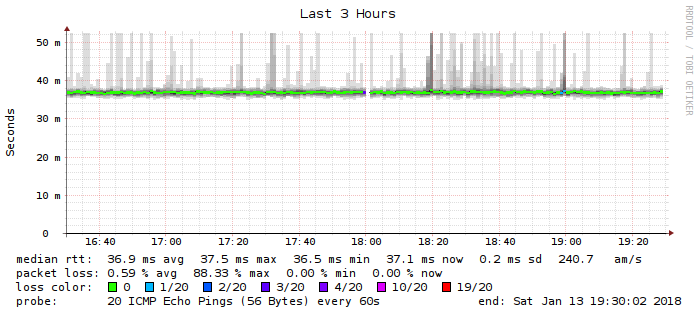 Last 3 Hours
RRDTOOL / TOBI OETIKER
Seconds
50 m
40 m
30 m
20 m
10 m
0
16:40 17:00 17:20 17:40 18:00 18:20 18:40 19:00 19:20
median rtt: 36.9 ms avg 37.5 ms max 36.5 ms min 37.1 ms now 0.2 ms sd 240.7 am/s
packet loss: 0.59 % avg 88.33 % max 0.00 % min 0.00 % now
loss color: 0 1/20 2/20 3/20 4/20 10/20 19/20
probe: 20 ICMP Echo Pings (56 Bytes) every 60s end: Sat Jan 13 19:30:02 2018